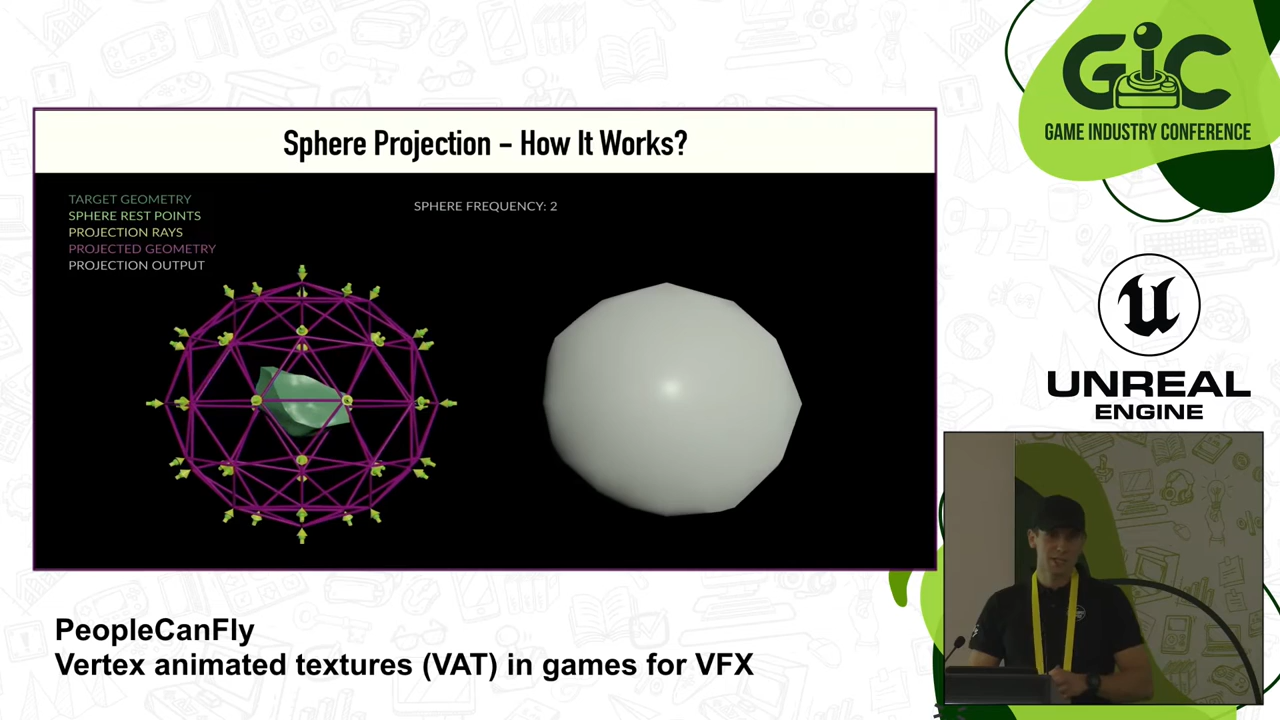 Sphere Projection – How It Works?
TARGET GEOMETRY
SPHERE REST POINTS
PROJECTION RAYS
PROJECTED GEOMETRY
PROJECTION OUTPUT
SPHERE FREQUENCY: 2
GIC
GAME INDUSTRY CONFERENCE
UNREAL
ENGINE
PeopleCanFly
Vertex animated textures (VAT) in games for VFX